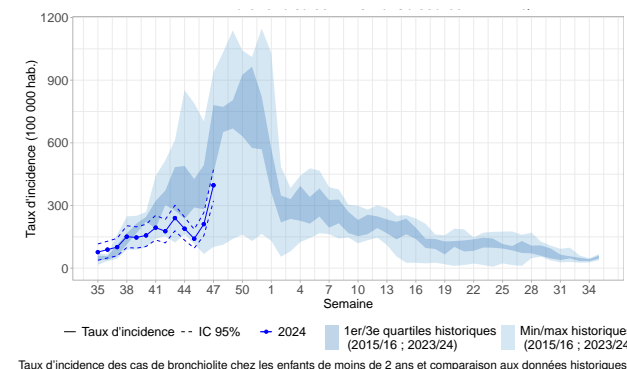 1200
900
600
300
0
Taux d'incidence (100 000 hab.)
35 38 41 44 47 50 1 4 7 10 13 16 19 22 25 28 31 34
Semaine
Taux d'incidence IC 95% 2024 1er/3e quartiles historiques (2015/16 ; 2023/24) Min/max historiques (2015/16 ; 2023/24
Taux d'incidence des cas de bronchiolite chez les enfants de moins de 2 ans et comparaison aux données historiques